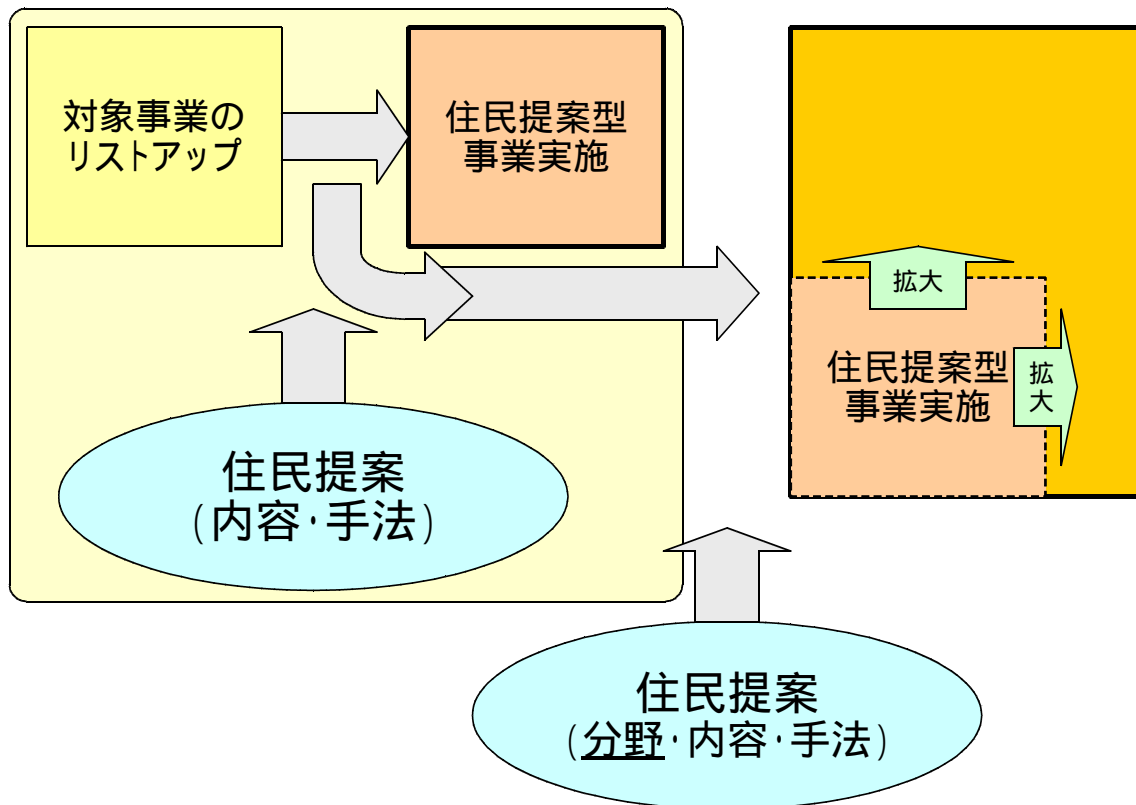 対象事業の
リストアップ
住民提案型
事業実施
拡大
住民提案型
事業実施
拡
大
住民提案
(内容・手法)
住民提案
(分野・内容・手法)